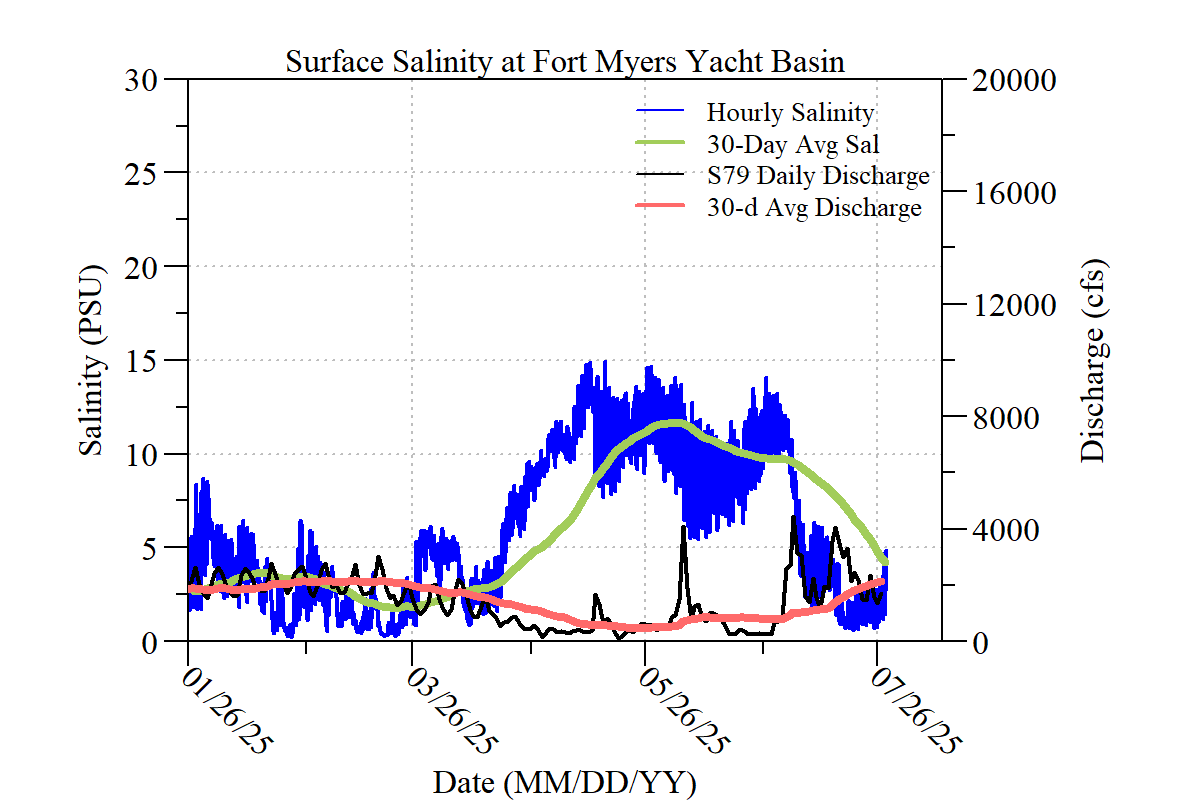 Surface Salinity at Fort Myers Yacht Basin
30
25
20
15
10
5
0
Salinity (PSU)
Hourly Salinity
30-Day Avg Sal
S79 Daily Discharge
30-d Avg Discharge
20000
16000
12000
8000
4000
0
Discharge (cfs)
01/26/25
03/26/25
05/26/25
07/26/25
Date (MM/DD/YY)